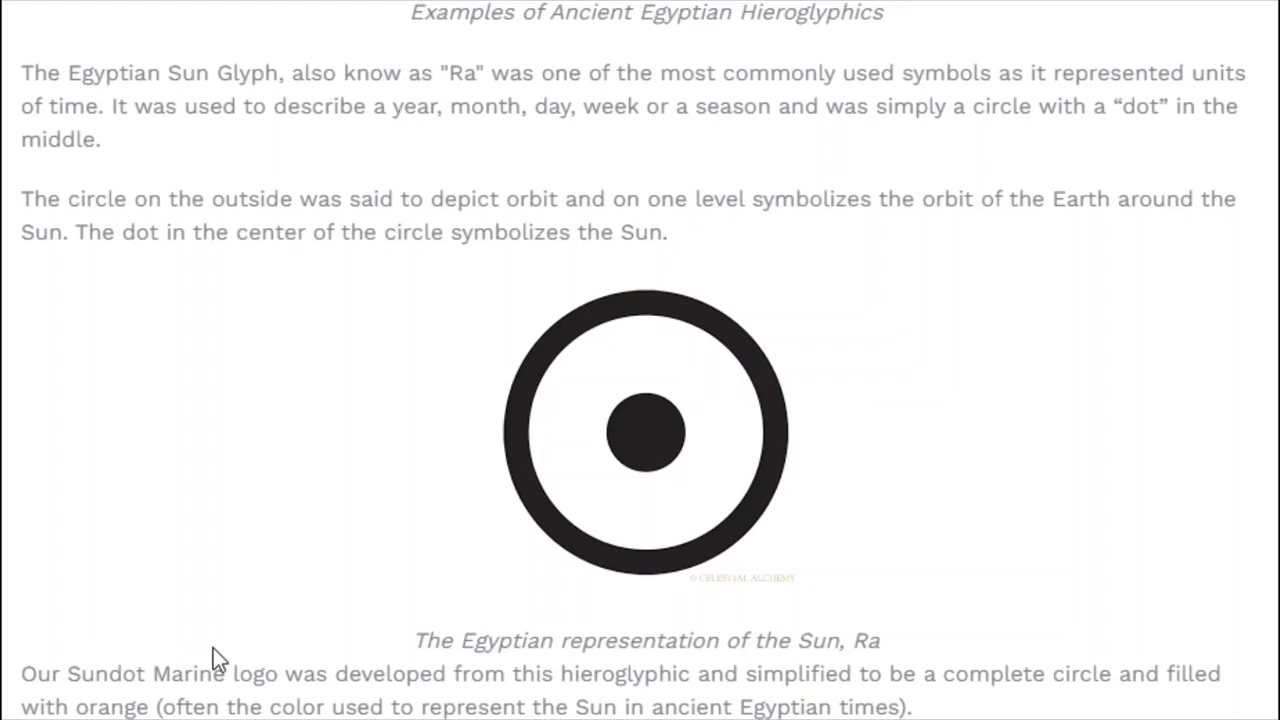 Examples of Ancient Egyptian Hieroglyphics
The Egyptian Sun Glyph, also know as "Ra" was one of the most commonly used symbols as it represented units
of time. It was used to describe a year, month, day, week or a season and was simply a circle with a “dot” in the
middle.
The circle on the outside was said to depict orbit and on one level symbolizes the orbit of the Earth around the
Sun. The dot in the center of the circle symbolizes the Sun.
© CELESTIAL ALCHEMY
The Egyptian representation of the Sun, Ra
Our Sundot Marine logo was developed from this hieroglyphic and simplified to be a complete circle and filled
with orange (often the color used to represent the Sun in ancient Egyptian times).